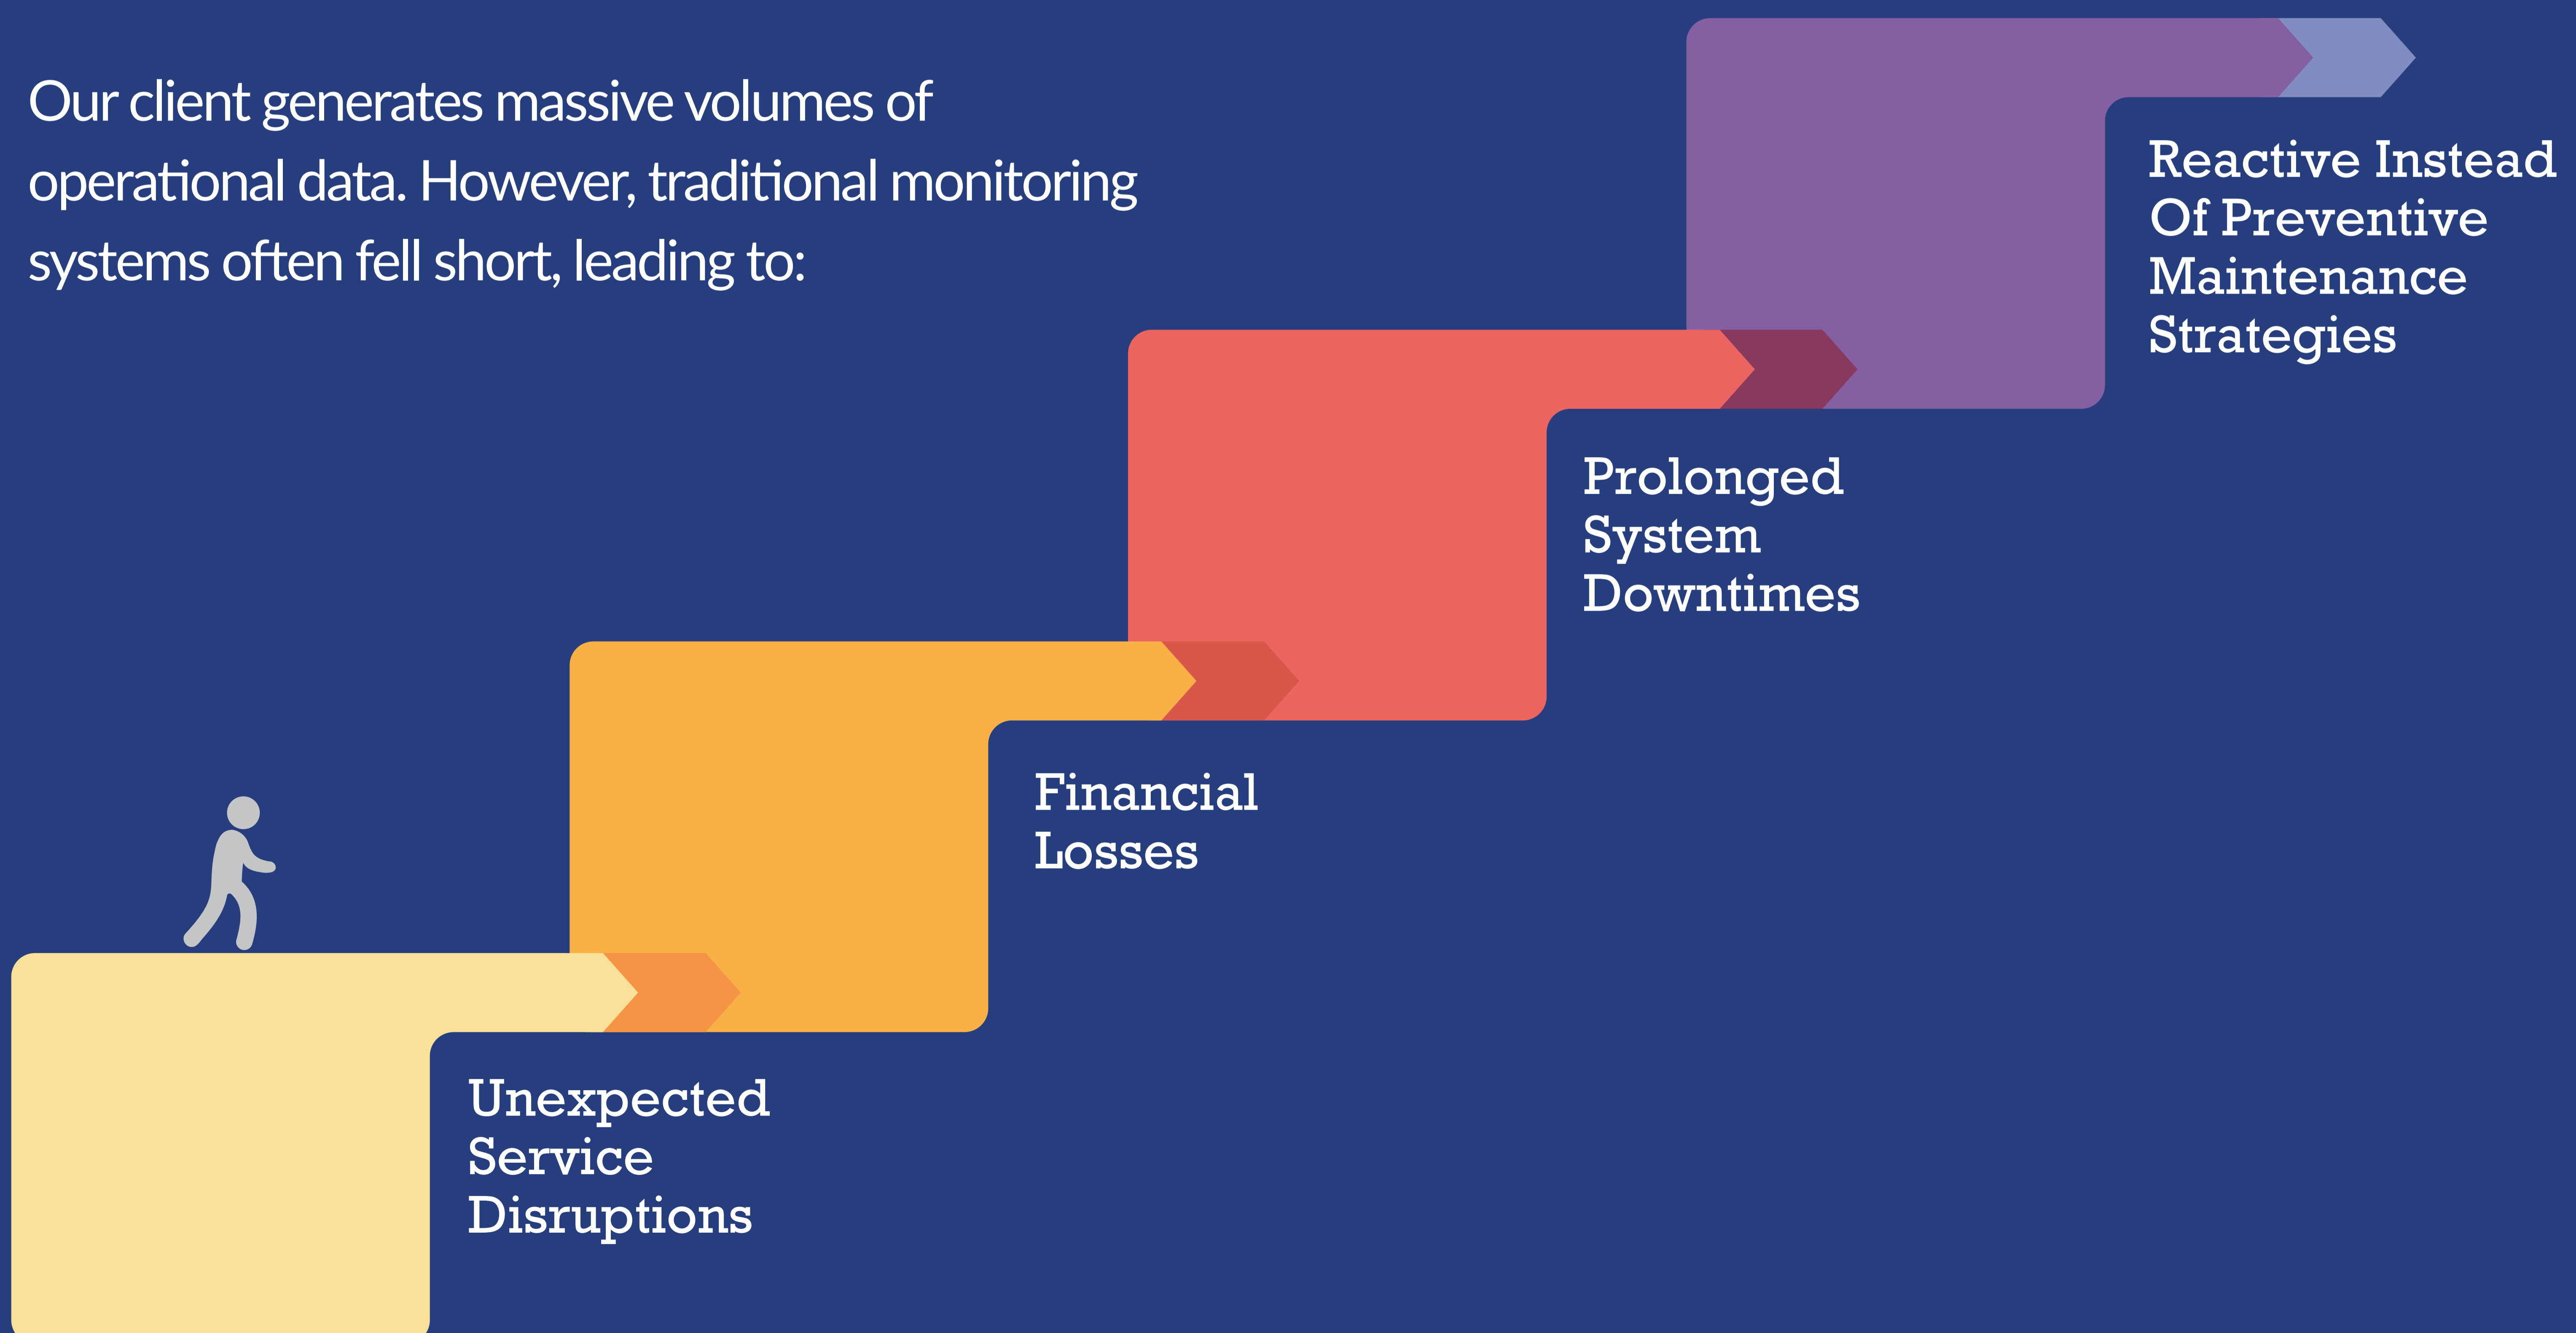 Our client generates massive volumes of
operational data. However, traditional monitoring
systems often fell short, leading to:
Reactive Instead
Of Preventive
Maintenance
Strategies
Prolonged
System
Downtimes
Financial
Losses
Unexpected
Service
Disruptions